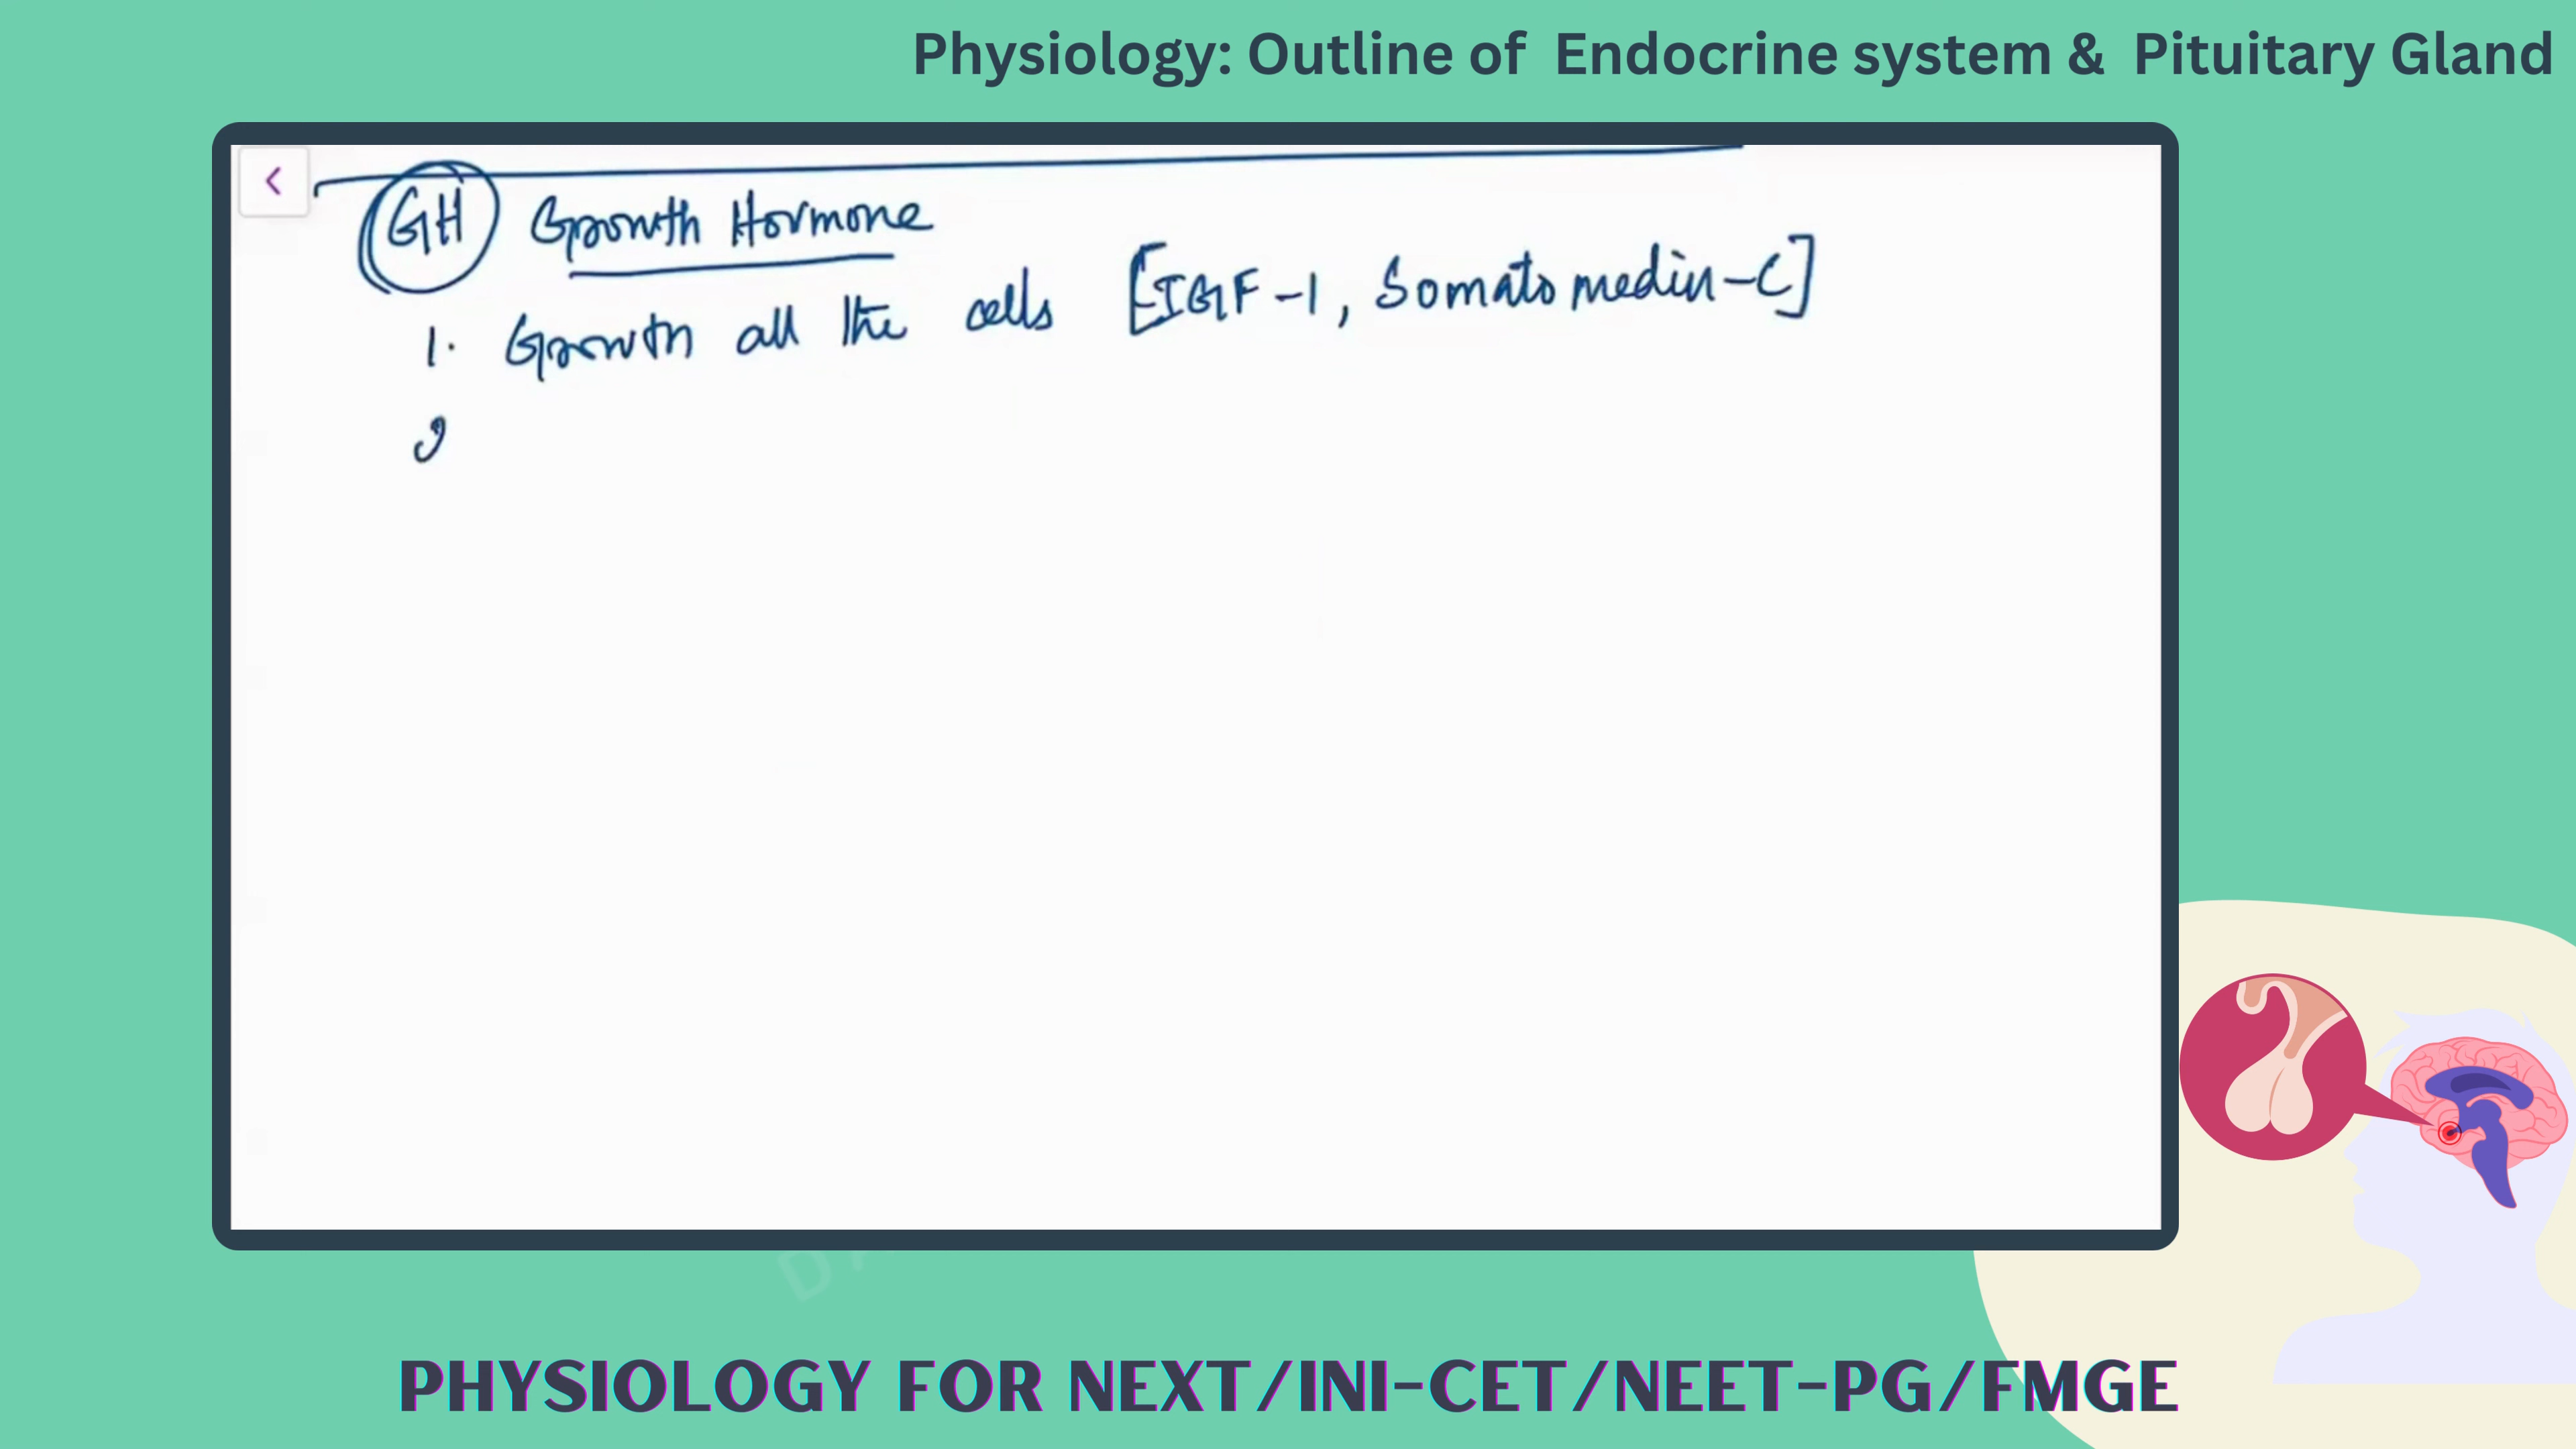 Physiology: Outline of Endocrine system & Pituitary Gland
GH Growth Hormone
1. Growth all the cells [IGF-1, Somatomedin-C]
PHYSIOLOGY FOR NEXT/INI-CET/NEET-PG/FMGE